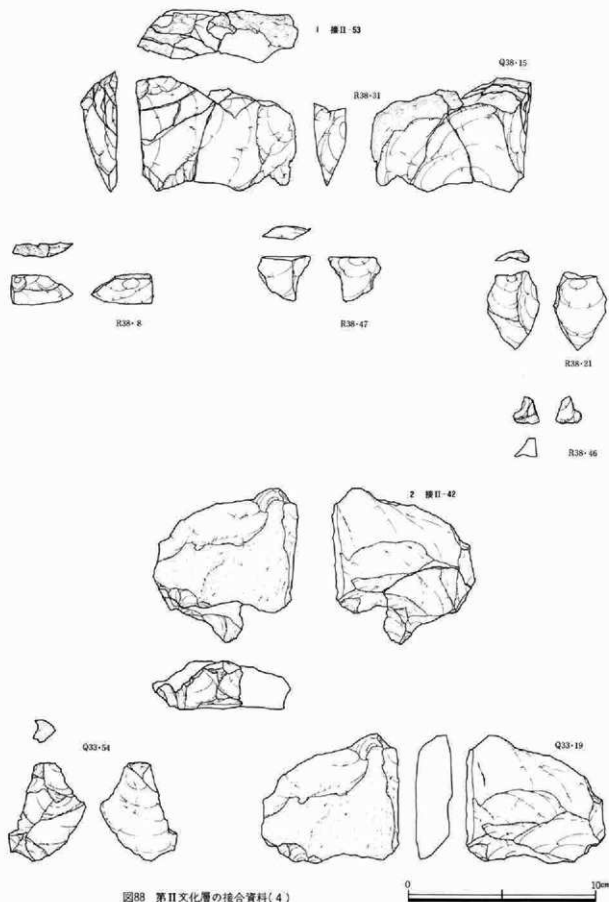 1 接II-53
Q38・15
R38・31
R38・8
R38・47
R38・21
R38・46
2 接II-42
Q33・54
Q33・19
0 10cm
図88 第II文化層の接合資料(4)